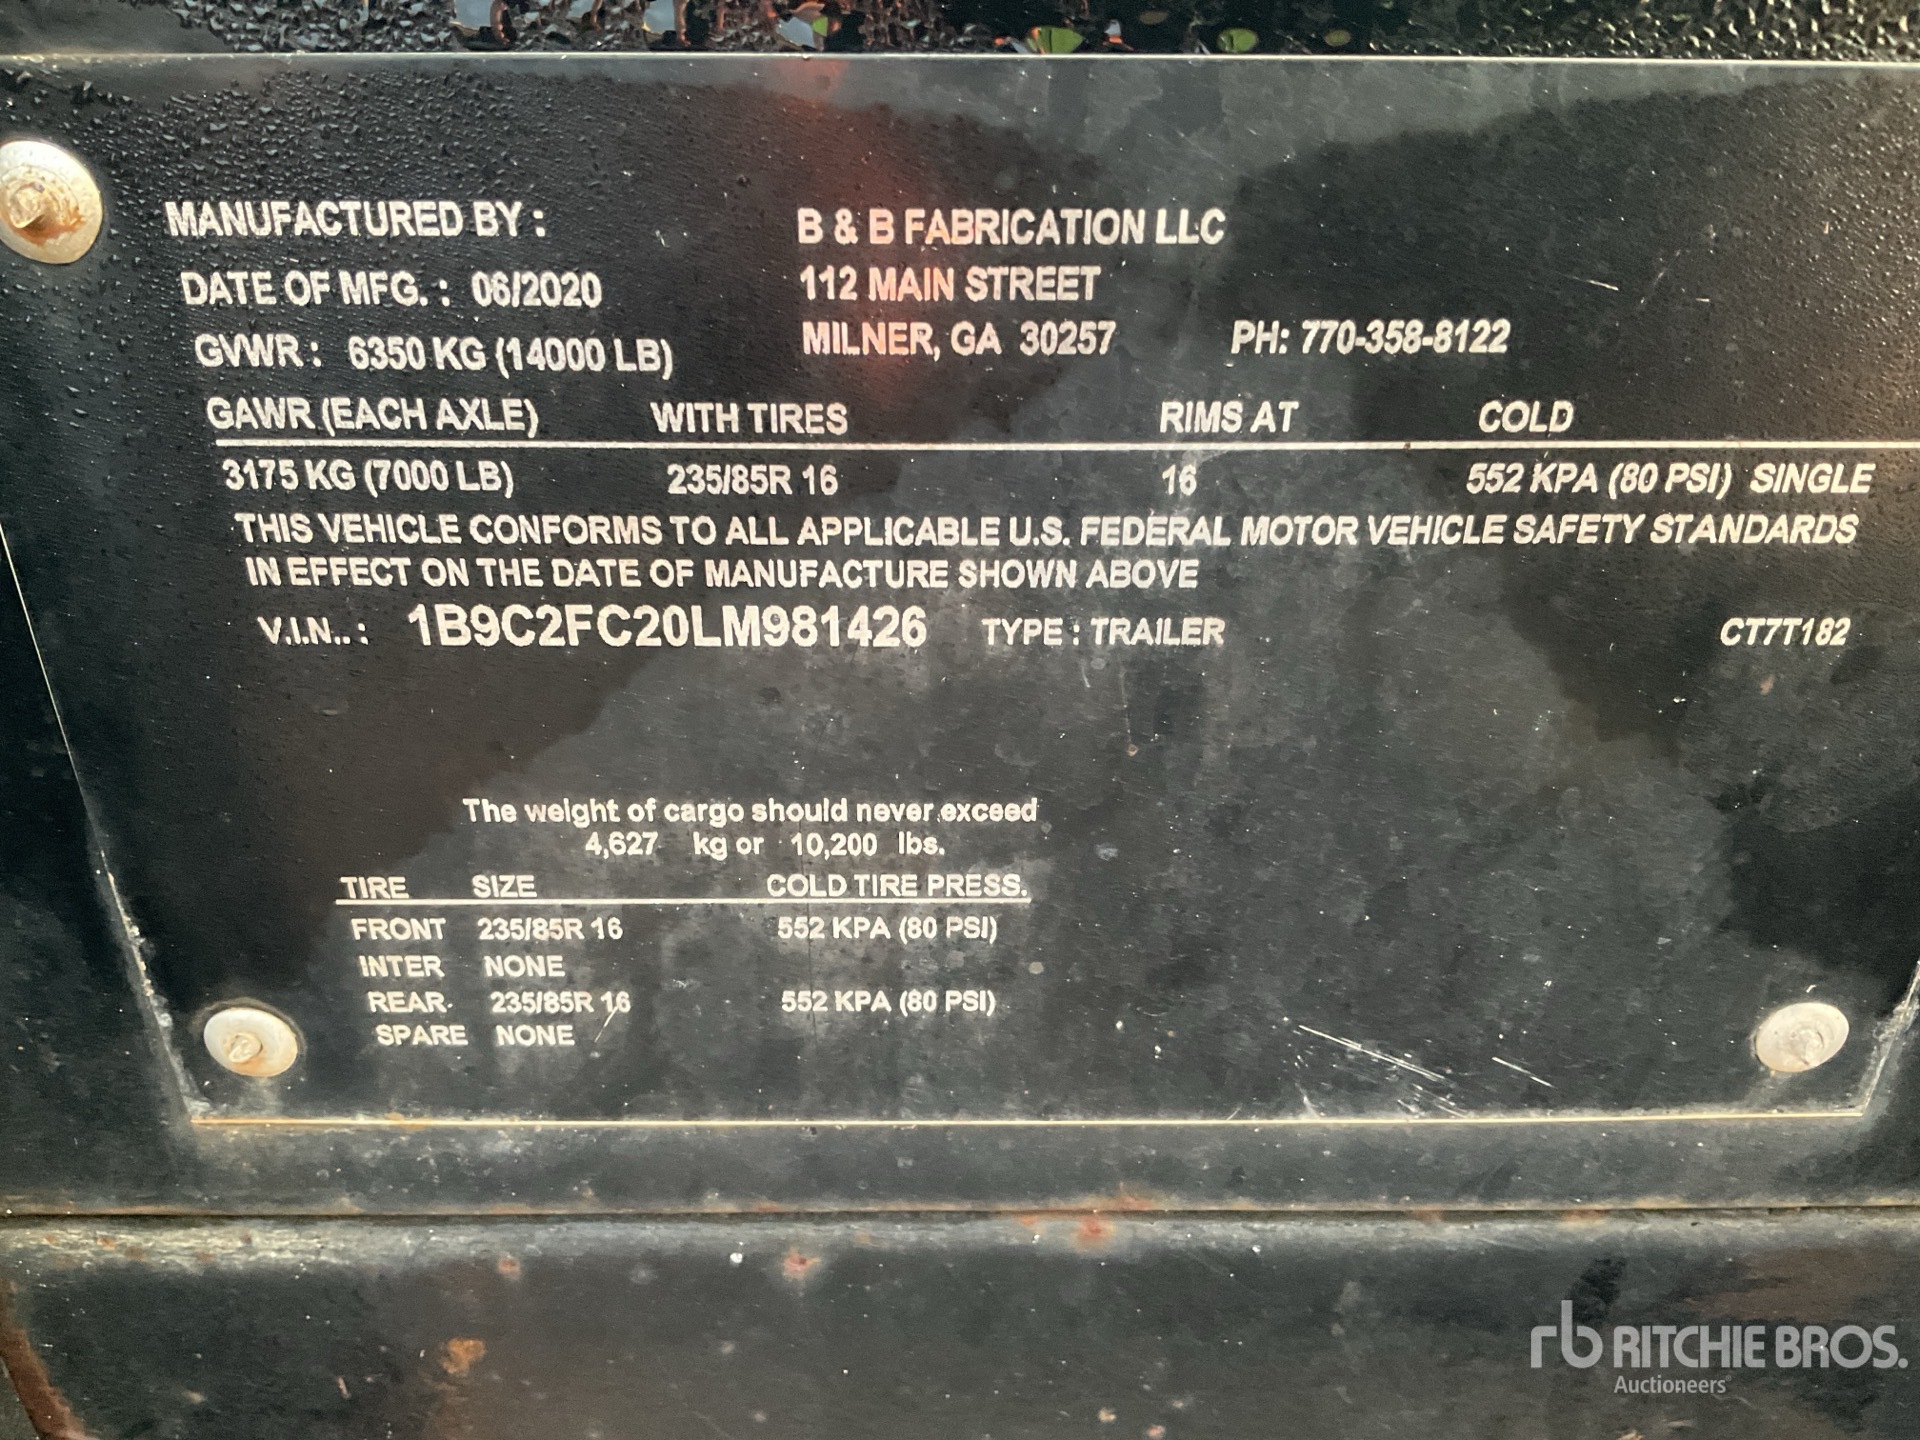 MANUFACTURED BY : B & B FABRICATION LLC
DATE OF MFG. : 06/2020 112 MAIN STREET
GVWR : 6350 KG (14000 LB) MILNER, GA 30257 PH: 770-358-8122
GAWR (EACH AXLE) WITH TIRES RIMS AT COLD
3175 KG (7000 LB) 235/85R 16 16 552 KPA (80 PSI) SINGLE
THIS VEHICLE CONFORMS TO ALL APPLICABLE U.S. FEDERAL MOTOR VEHICLE SAFETY STANDARDS
IN EFFECT ON THE DATE OF MANUFACTURE SHOWN ABOVE
V.I.N.. : 1B9C2FC20LM981426 TYPE : TRAILER CT7T182
The weight of cargo should never exceed
4,627 kg or 10,200 lbs.
TIRE SIZE COLD TIRE PRESS.
FRONT 235/85R 16 552 KPA (80 PSI)
INTER NONE
REAR 235/85R 16 552 KPA (80 PSI)
SPARE NONE
rb RITCHIE BROS.
Auctioneers